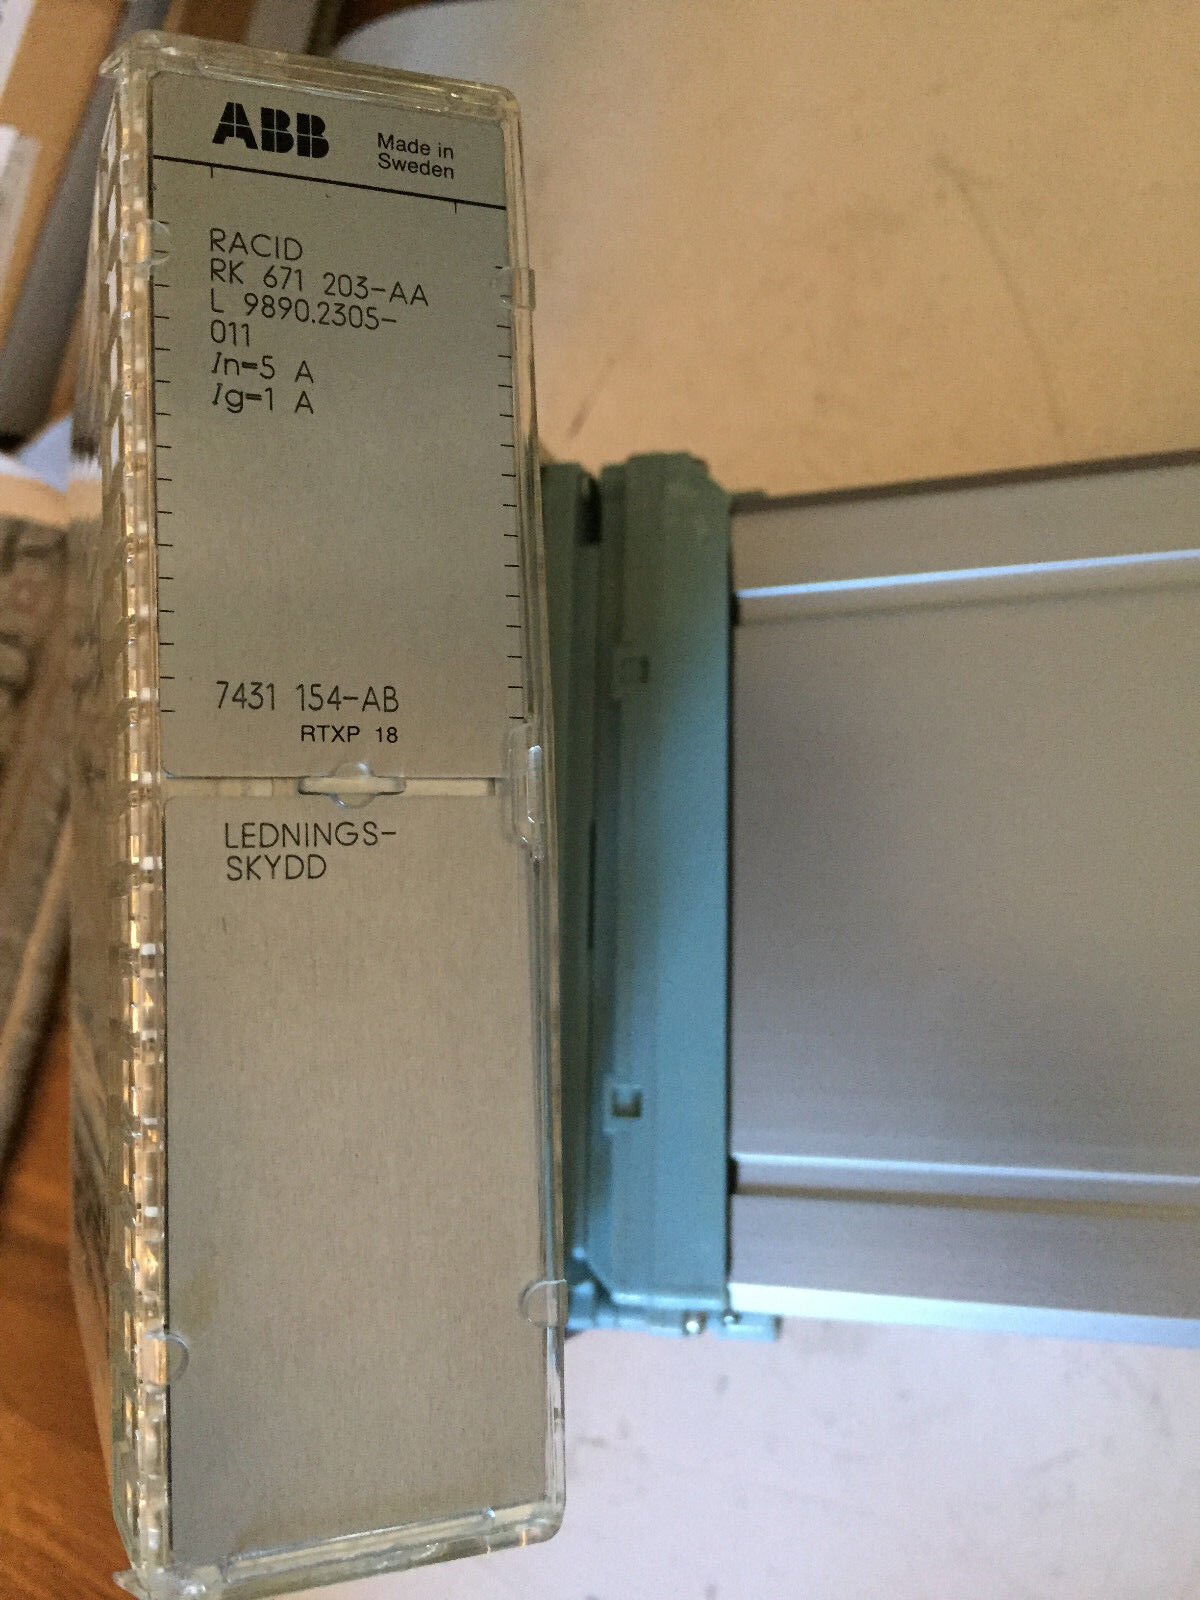 ABB
Made in
Sweden
RACID
RK 671 203-AA
L 9890.2305-
011
In=5 A
Ig=1 A
7431 154-AB
RTXP 18
LEDNINGS-
SKYDD